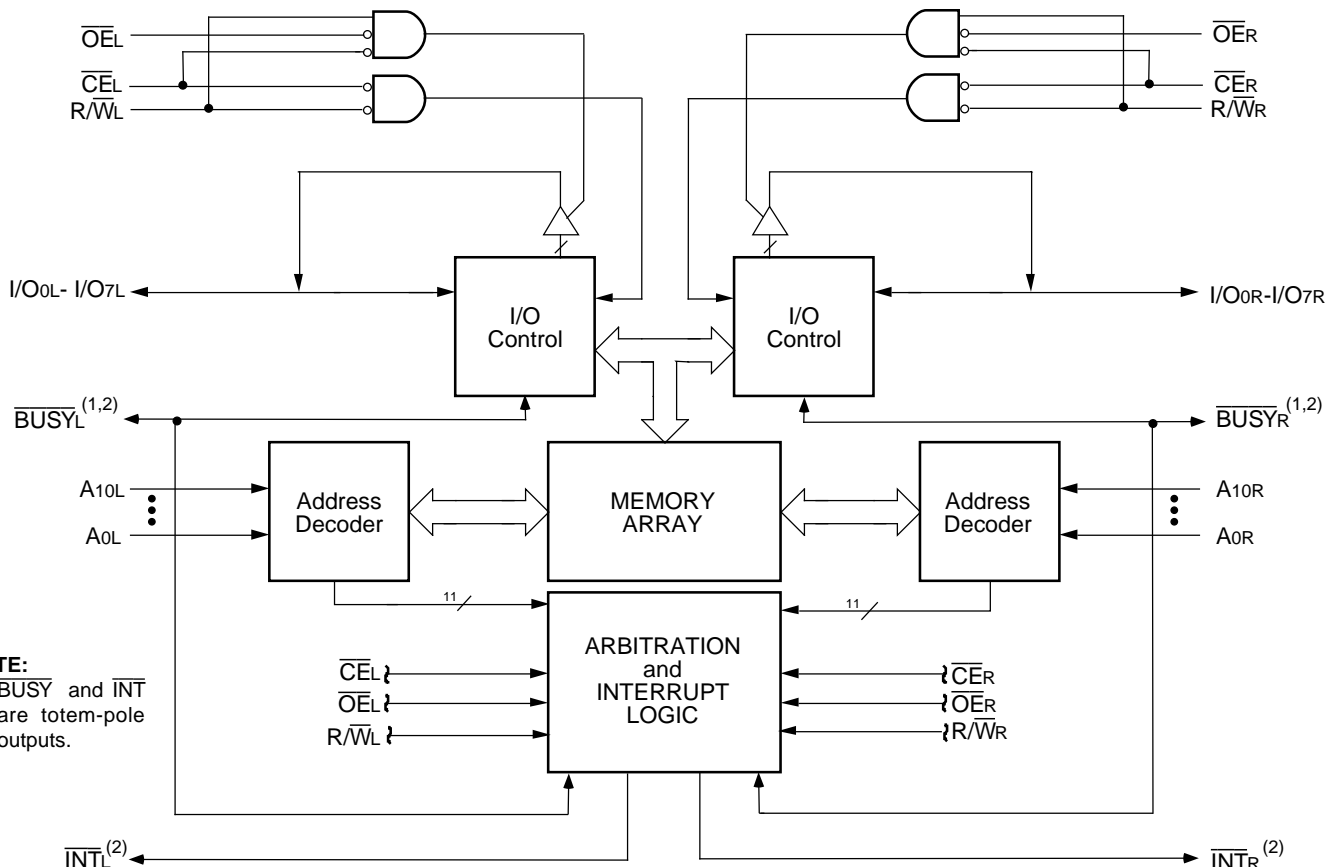 OEL
OER
CEL
CER
R/WL
R/WR
I/O0L- I/O7L
I/O
Control
I/O
Control
I/O0R-I/O7R
BUSYL(1,2)
BUSYR(1,2)
A10L
A0L
Address
Decoder
MEMORY
ARRAY
Address
Decoder
A10R
A0R
11
11
ARBITRATION
and
INTERRUPT
LOGIC
CEL
OEL
R/WL
CER
OER
R/WR
TE:
BUSY and INT
are totem-pole
outputs.
INTL(2)
INTR(2)